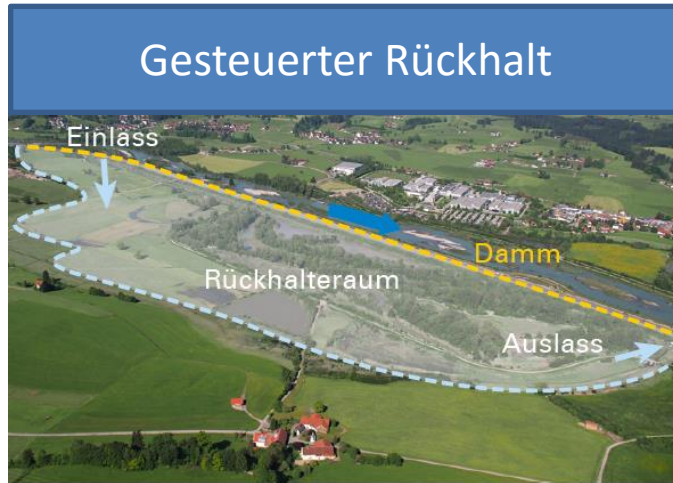 Gesteuerter Rückhalt
Einlass
Damm
Rückhalteraum
Auslass